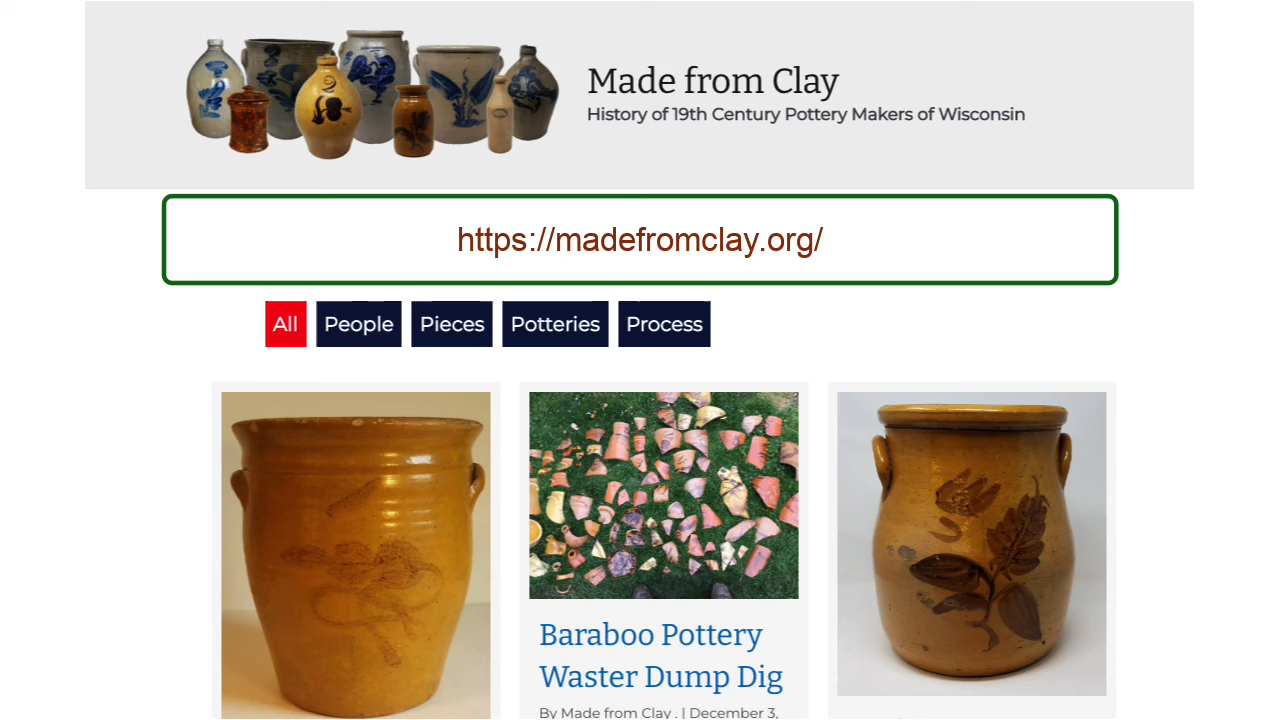 Made from Clay
History of 19th Century Pottery Makers of Wisconsin
https://madefromclay.org/
All People Pieces Potteries Process
Baraboo Pottery
Waster Dump Dig
By Made from Clay . | December 3,